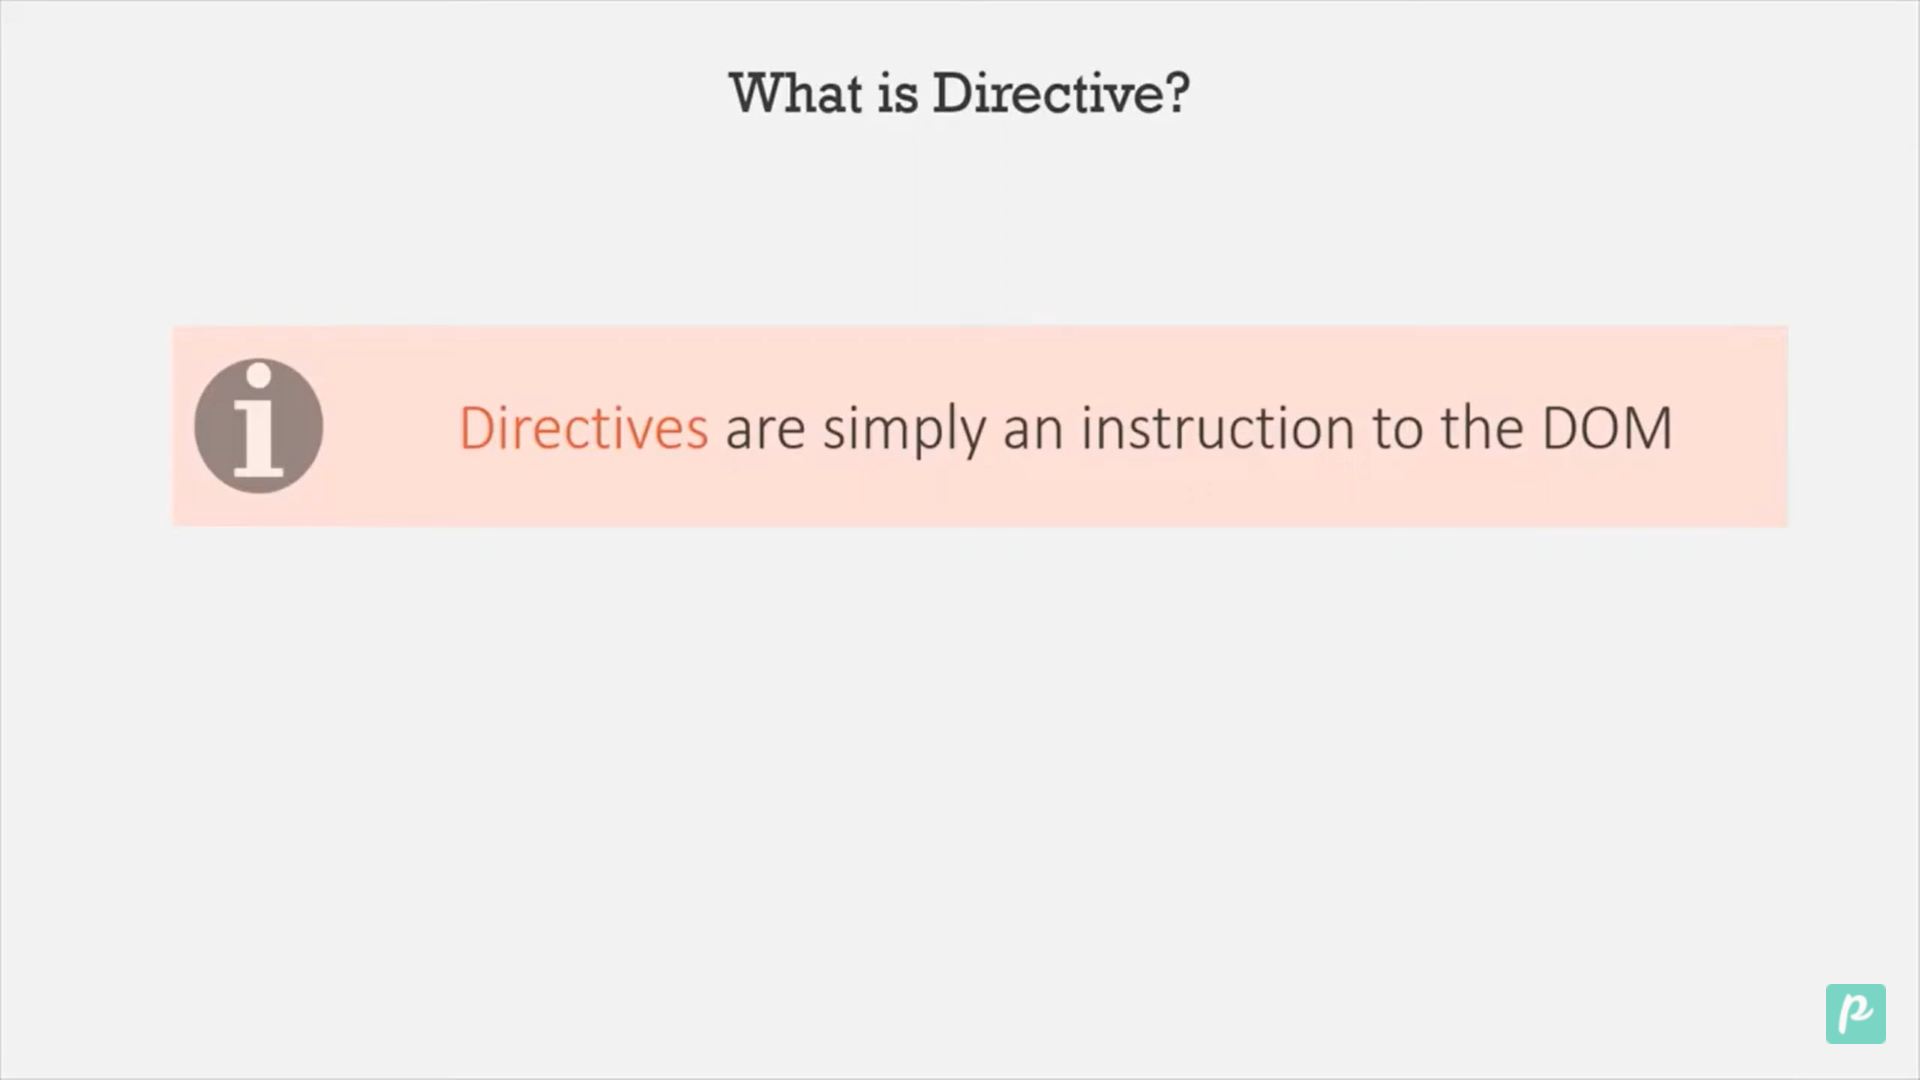 What is Directive?
i
Directives are simply an instruction to the DOM
p